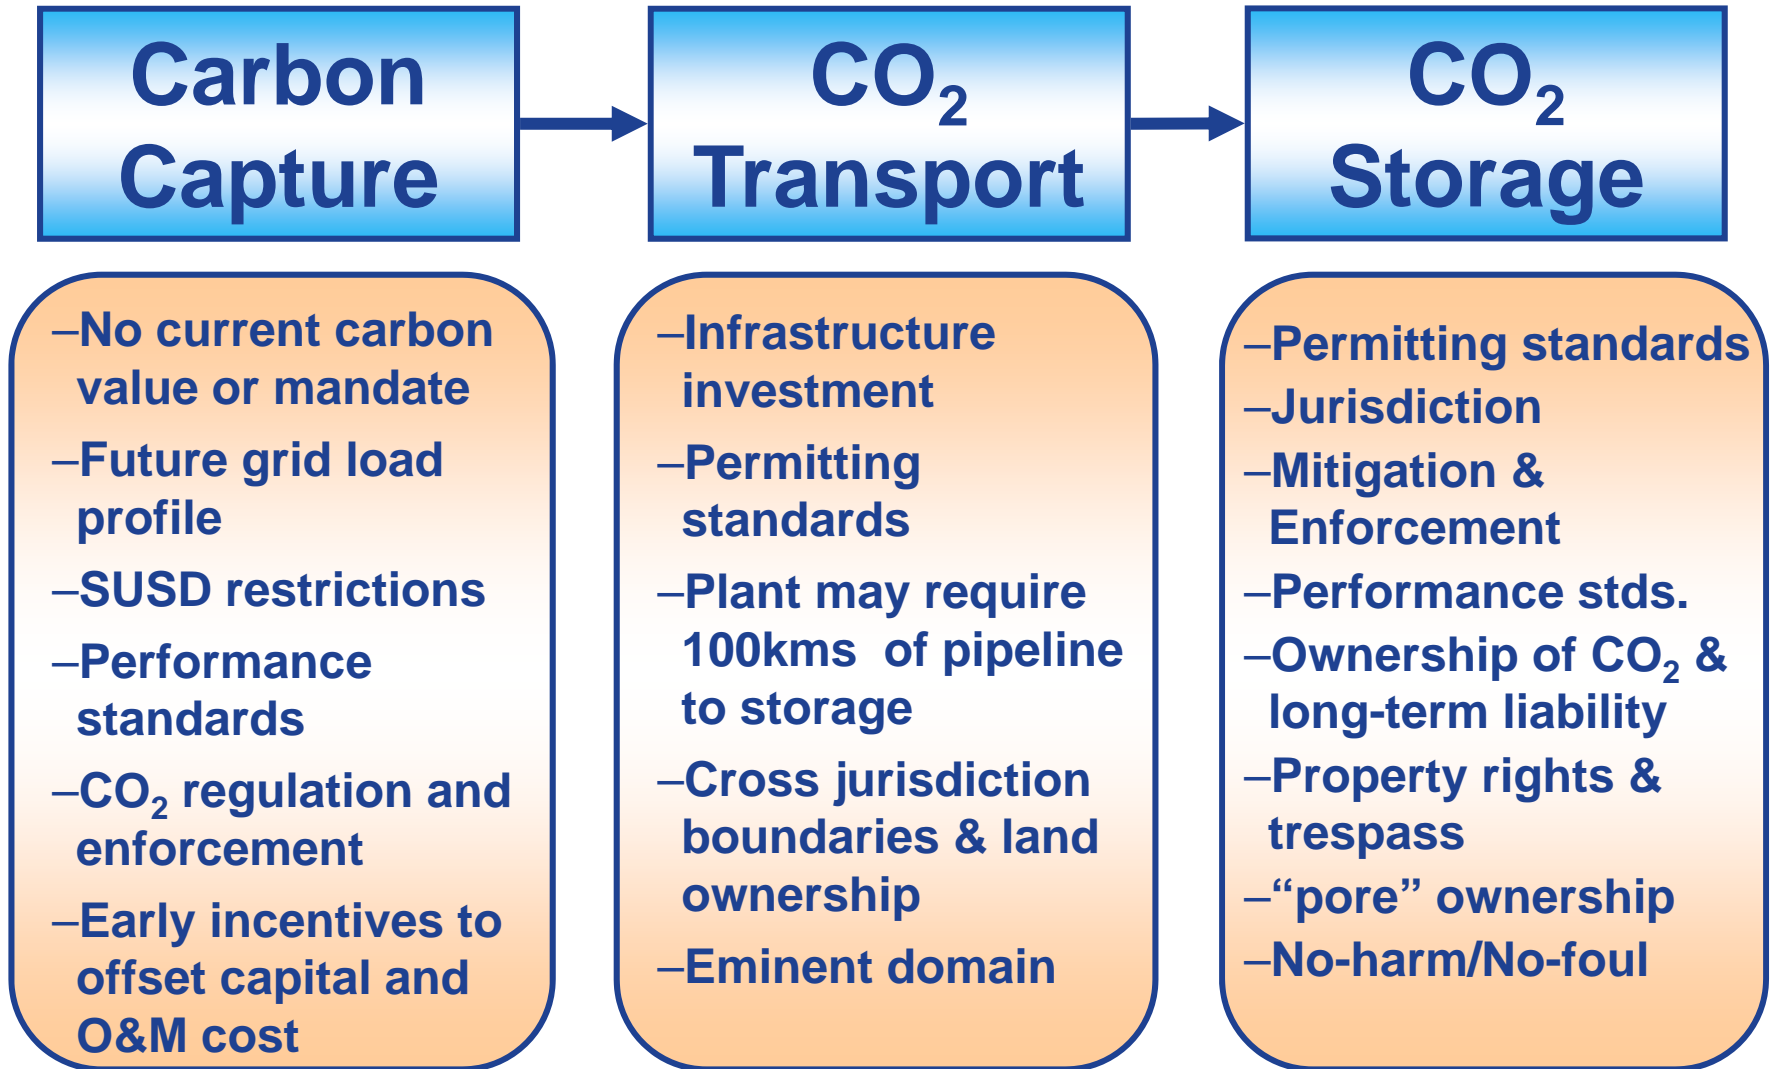 Carbon
Capture
CO₂
Transport
CO₂
Storage
–No current carbon
value or mandate
–Future grid load
profile
–SUSD restrictions
–Performance
standards
–CO₂ regulation and
enforcement
–Early incentives to
offset capital and
O&M cost
–Infrastructure
investment
–Permitting
standards
–Plant may require
100kms  of pipeline
to storage
–Cross jurisdiction
boundaries & land
ownership
–Eminent domain
–Permitting standards
–Jurisdiction
–Mitigation &
Enforcement
–Performance stds.
–Ownership of CO₂ &
long-term liability
–Property rights &
trespass
–“pore” ownership
–No-harm/No-foul